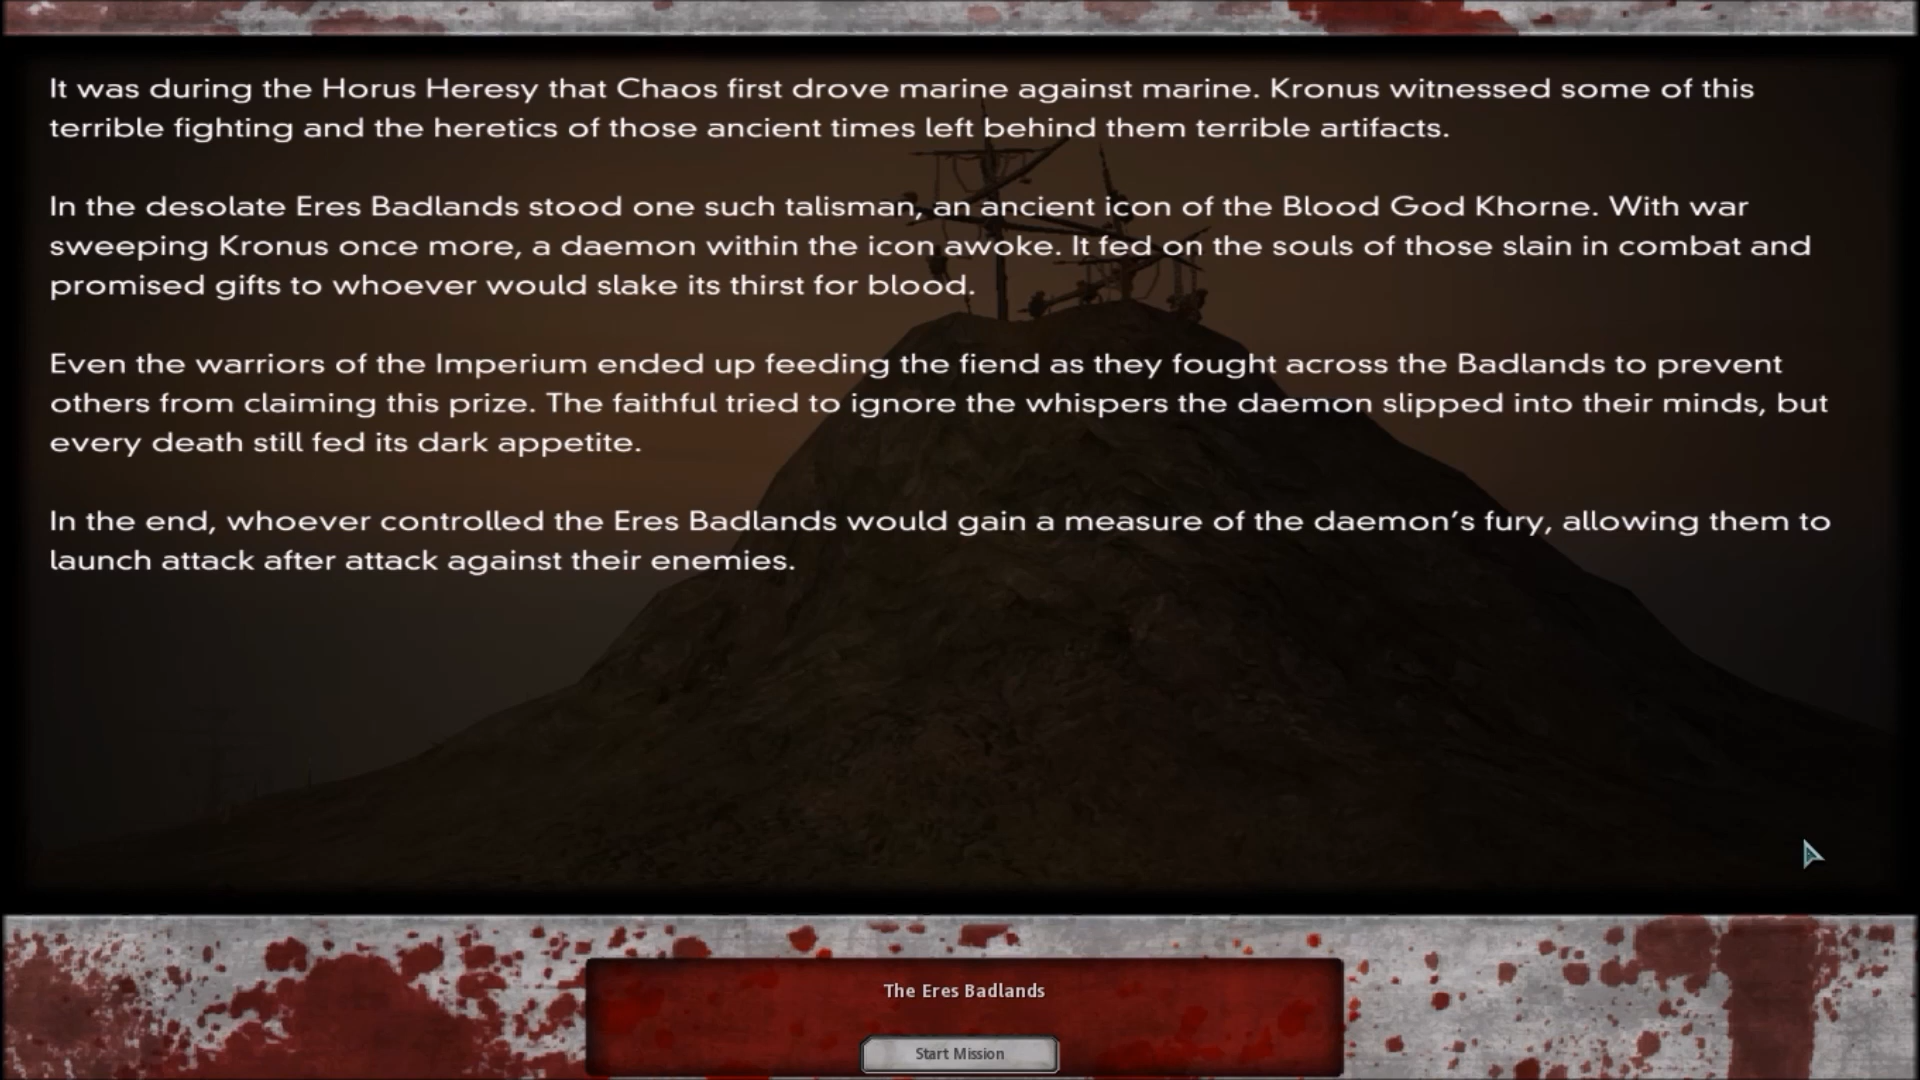 It was during the Horus Heresy that Chaos first drove marine against marine. Kronus witnessed some of this
terrible fighting and the heretics of those ancient times left behind them terrible artifacts.
In the desolate Eres Badlands stood one such talisman, an ancient icon of the Blood God Khorne. With war
sweeping Kronus once more, a daemon within the icon awoke. It fed on the souls of those slain in combat and
promised gifts to whoever would slake its thirst for blood.
Even the warriors of the Imperium ended up feeding the fiend as they fought across the Badlands to prevent
others from claiming this prize. The faithful tried to ignore the whispers the daemon slipped into their minds, but
every death still fed its dark appetite.
In the end, whoever controlled the Eres Badlands would gain a measure of the daemon’s fury, allowing them to
launch attack after attack against their enemies.
The Eres Badlands
Start Mission